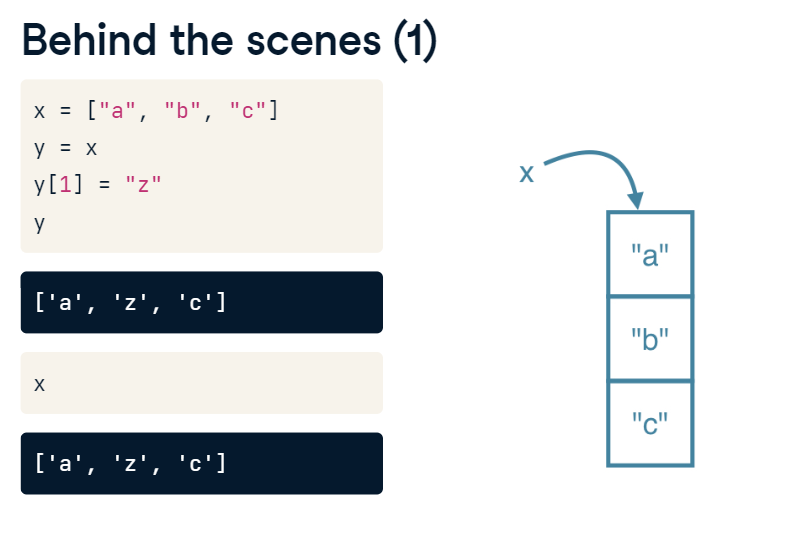 Behind the scenes (1)
x = ["a", "b", "c"]
y = x
y[1] = "z"
y
['a', 'z', 'c']
x
['a', 'z', 'c']
x
"a"
"b"
"c"